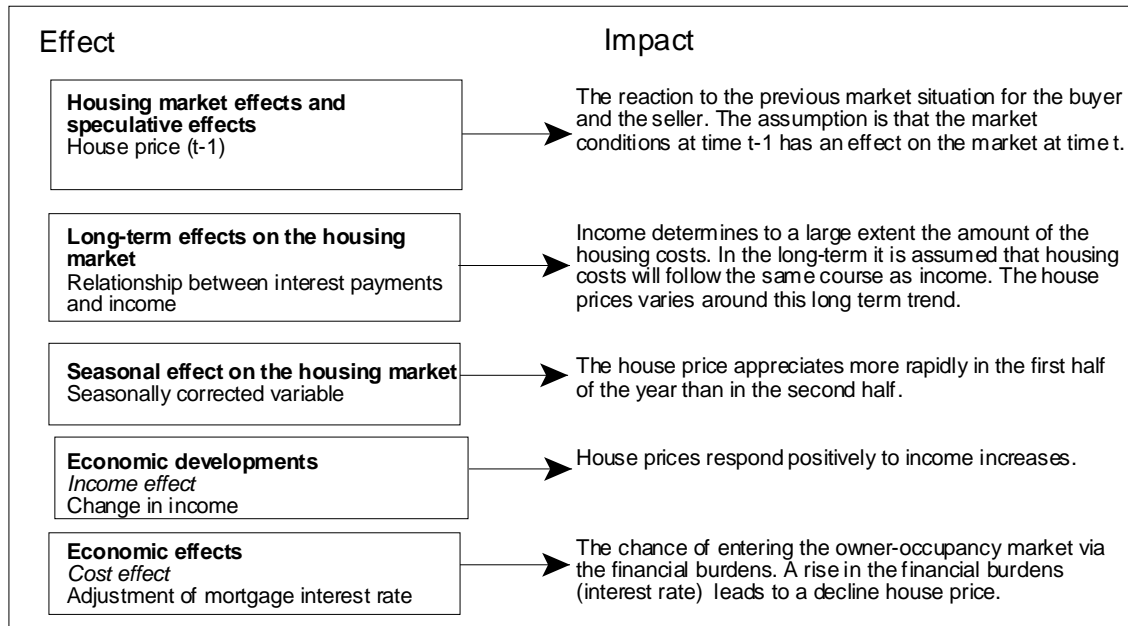 Effect
Impact
Housing market effects and
speculative effects
House price (t-1)
The reaction to the previous market situation for the buyer
and the seller. The assumption is that the market
conditions at time t-1 has an effect on the market at time t.
Long-term effects on the housing
market
Relationship between interest payments
and income
Income determines to a large extent the amount of the
housing costs. In the long-term it is assumed that housing
costs will follow the same course as income. The house
prices varies around this long term trend.
Seasonal effect on the housing market
Seasonally corrected variable
The house price appreciates more rapidly in the first half
of the year than in the second half.
Economic developments
Income effect
Change in income
House prices respond positively to income increases.
Economic effects
Cost effect
Adjustment of mortgage interest rate
The chance of entering the owner-occupancy market via
the financial burdens. A rise in the financial burdens
(interest rate) leads to a decline house price.